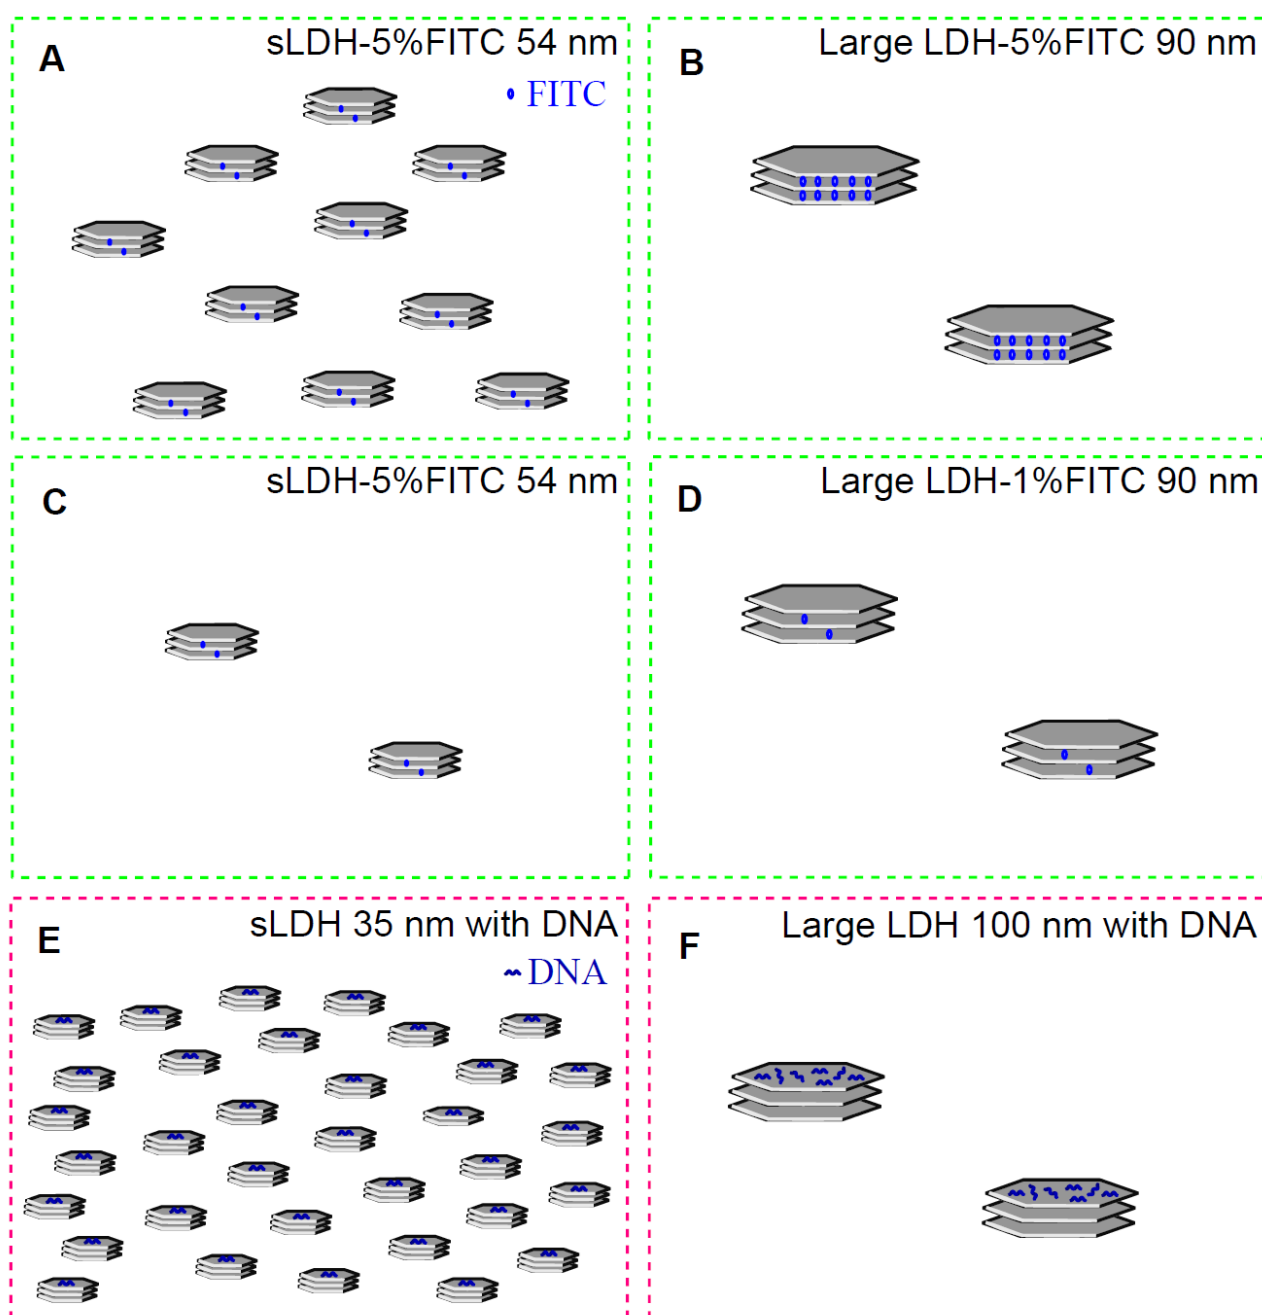 A
sLDH-5%FITC 54 nm
FITC
B
Large LDH-5%FITC 90 nm
C
sLDH-5%FITC 54 nm
D
Large LDH-1%FITC 90 nm
E
sLDH 35 nm with DNA
DNA
F
Large LDH 100 nm with DNA